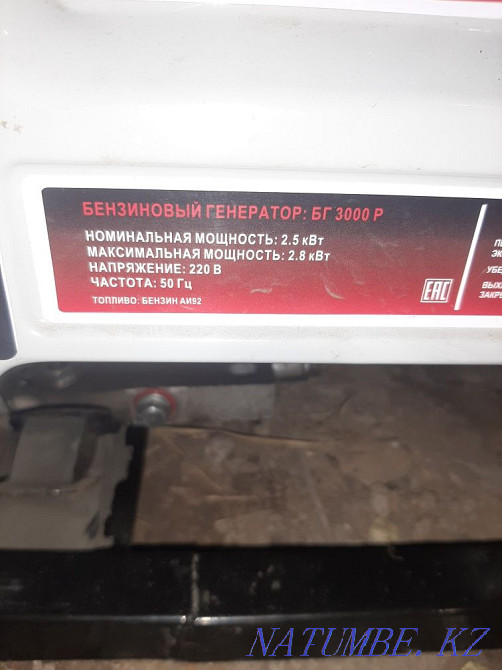 БЕНЗИНОВЫЙ ГЕНЕРАТОР: БГ 3000 Р
НОМИНАЛЬНАЯ МОЩНОСТЬ: 2.5 кВт
МАКСИМАЛЬНАЯ МОЩНОСТЬ: 2.8 кВт
НАПРЯЖЕНИЕ: 220 В
ЧАСТОТА: 50 Гц
ТОПЛИВО: БЕНЗИН АИ92
EAC
NATUMBE. KZ